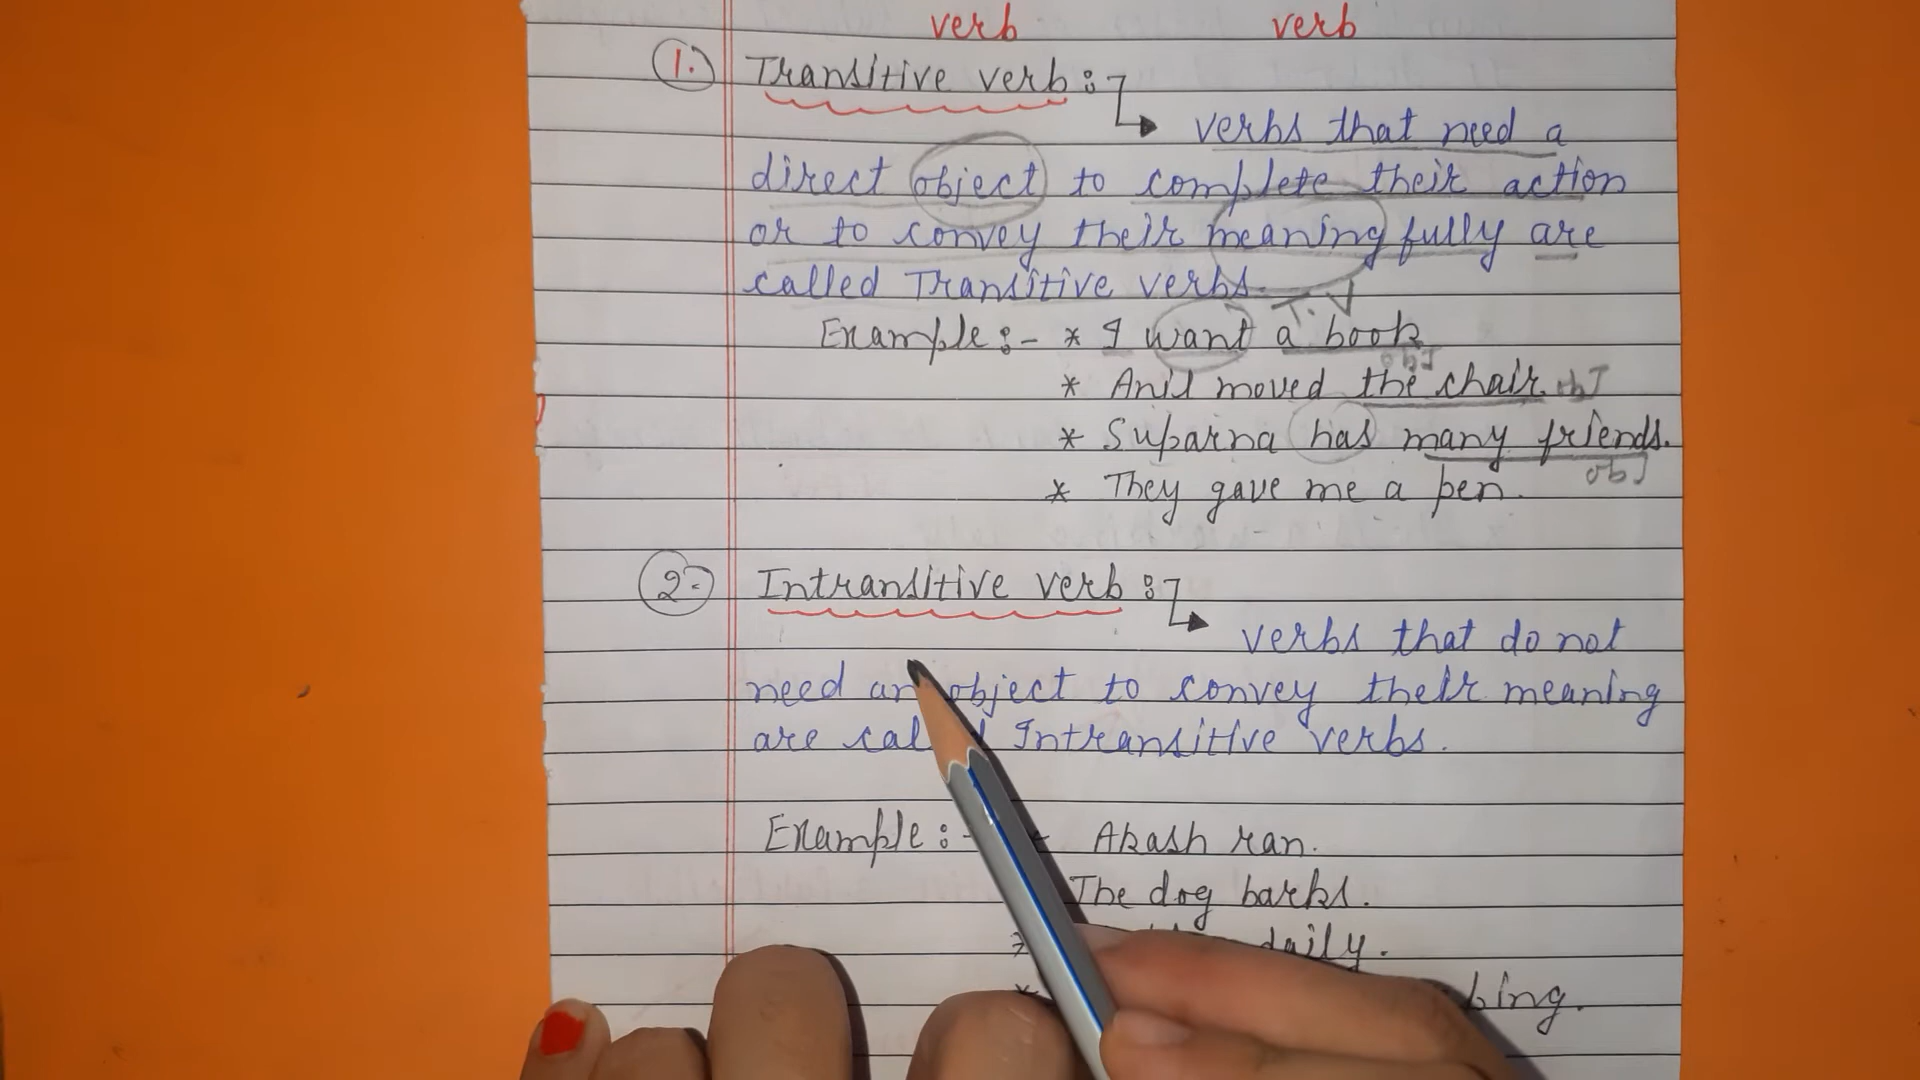 verb verb
1. Transitive verb :
verbs that need a
direct object to complete their action
or to convey their meaning fully are
called Transitive verbs.
T.V
Example :- * I want a book
obJ
* Anil moved the chair. obJ
* Suparna has many friends.
obJ
* They gave me a pen.
2. Intransitive verb :
verbs that do not
need an object to convey their meaning
are Intransitive verbs.
Example :- Akash ran.
The dog barks.
* daily.
*